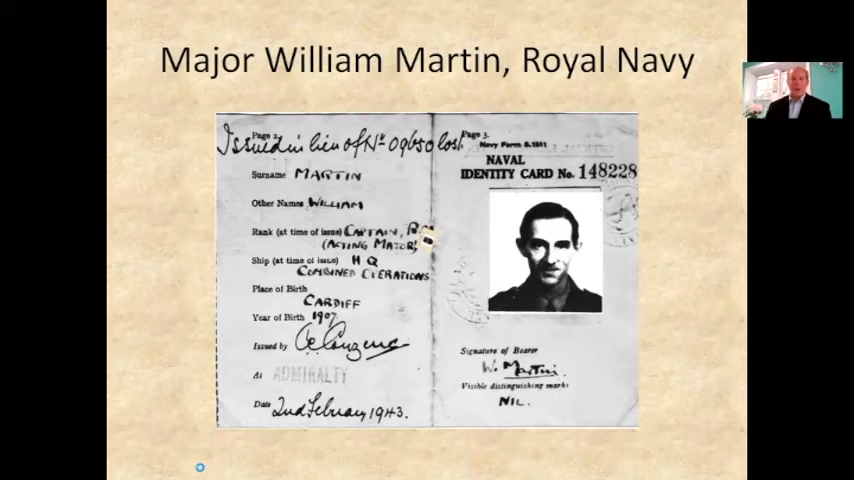 Major William Martin, Royal Navy
Page 2.
Issued in lieu of Nº 09650 lost.
Surname MARTIN
Other Names WILLIAM
Rank (at time of issue) CAPTAIN, R.
(ACTING MAJOR)
Ship (at time of issue) H Q
COMBINED OPERATIONS
Place of Birth
CARDIFF
Year of Birth 1907.
Issued by
At ADMIRALTY
Date 2nd February 1943.
Page 3.
Navy Form S.1511
NAVAL
IDENTITY CARD No. 148228
Signature of Bearer
W. Martin.
Visible distinguishing marks
NIL.